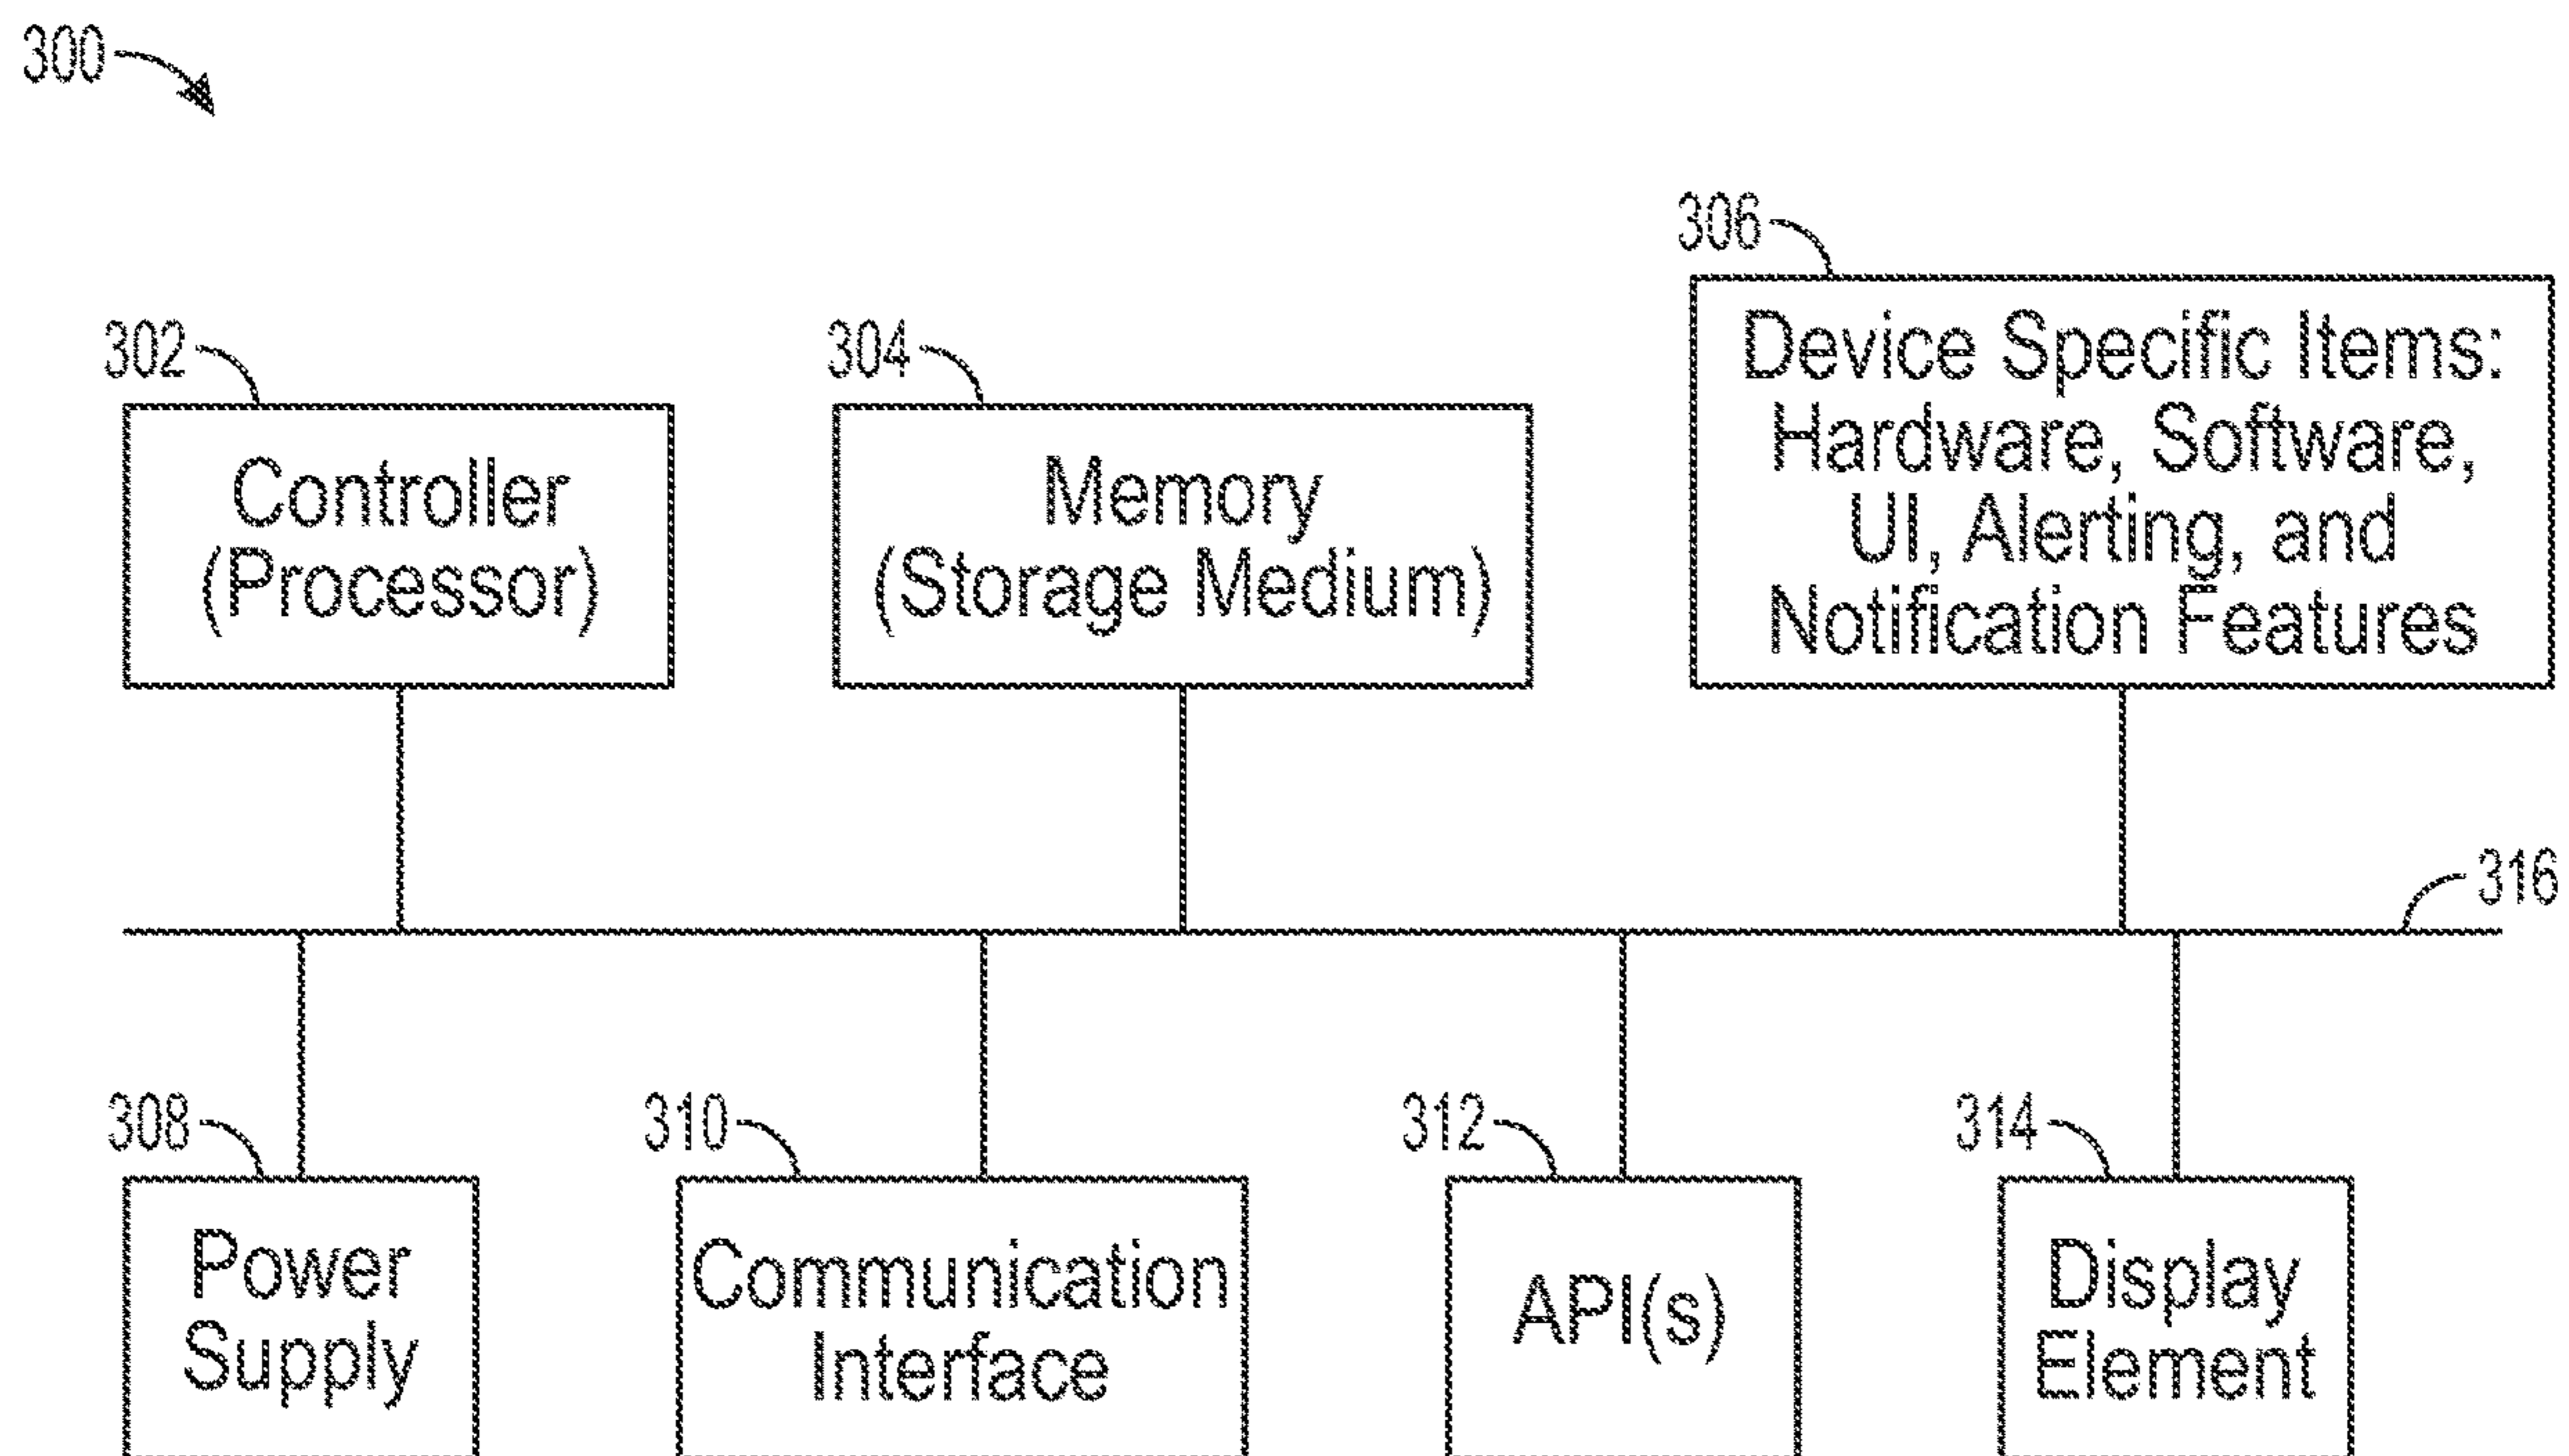 300
306
302
304
Device Specific Items:
Hardware, Software,
UI, Alerting, and
Notification Features
Controller
(Processor)
Memory
(Storage Medium)
316
308
310
312
314
Power
Supply
Communication
Interface
API(s)
Display
Element